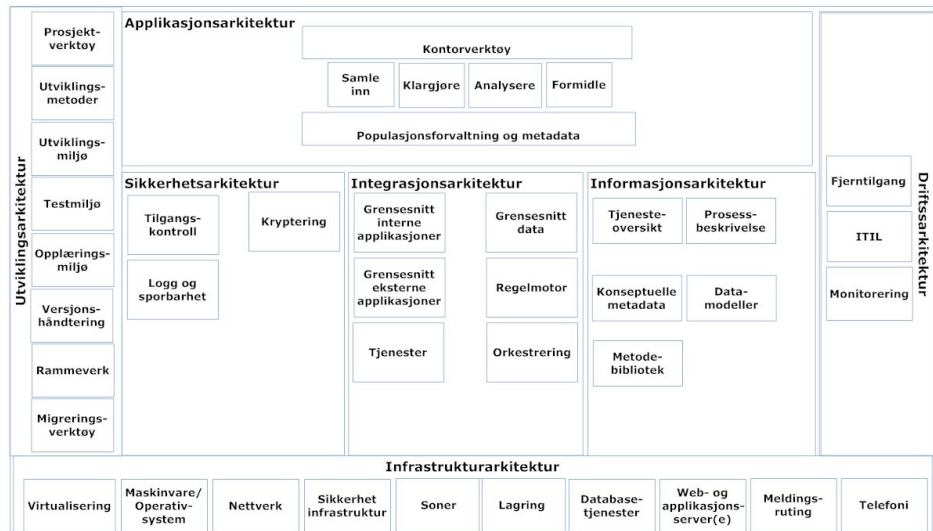 Utviklingsarkitektur
Prosjekt-
verktøy
Utviklings-
metoder
Utviklings-
miljø
Testmiljø
Opplærings-
miljø
Versjons-
håndtering
Rammeverk
Migrerings-
verktøy
Applikasjonsarkitektur
Kontorverktøy
Samle
inn
Klargjøre
Analysere
Formidle
Populasjonsforvaltning og metadata
Sikkerhetsarkitektur
Tilgangs-
kontroll
Kryptering
Logg og
sporbarhet
Integrasjonsarkitektur
Grensesnitt
interne
applikasjoner
Grensesnitt
data
Grensesnitt
eksterne
applikasjoner
Regelmotor
Tjenester
Orkestrering
Informasjonsarkitektur
Tjeneste-
oversikt
Prosess-
beskrivelse
Konseptuelle
metadata
Data-
modeller
Metode-
bibliotek
Driftssarkitektur
Fjerntilgang
ITIL
Monitorering
Infrastrukturarkitektur
Virtualisering
Maskinvare/
Operativ-
system
Nettverk
Sikkerhet
infrastruktur
Soner
Lagring
Database-
tjenester
Web- og
applikasjons-
server(e)
Meldings-
ruting
Telefoni